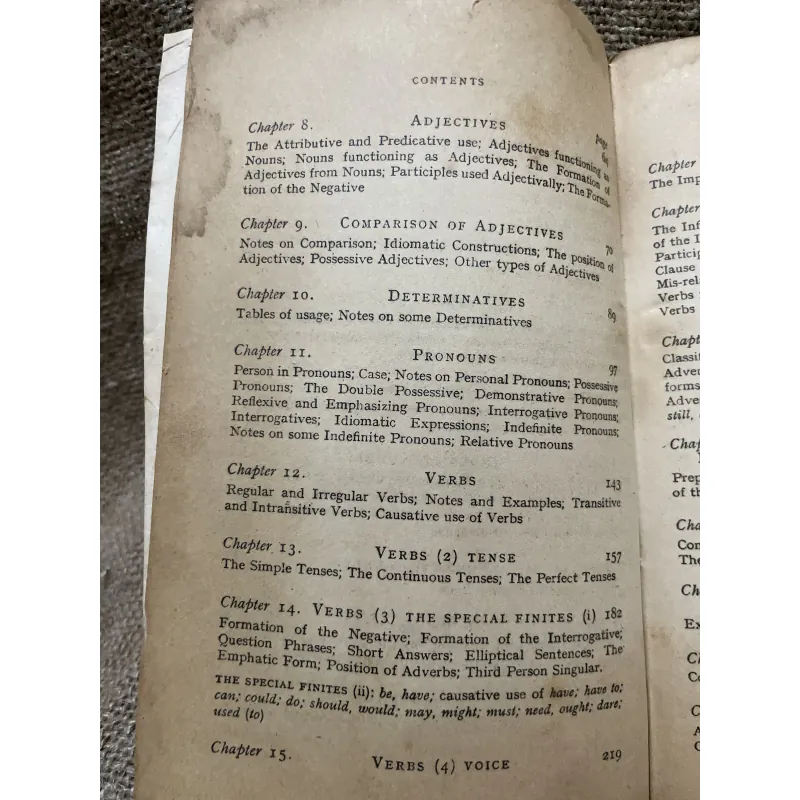 CONTENTS
page
Chapter 8. ADJECTIVES
The Attributive and Predicative use; Adjectives functioning as
Nouns; Nouns functioning as Adjectives; The Formation of
Adjectives from Nouns; Participles used Adjectivally; The Forma-
tion of the Negative
Chapter 9. COMPARISON OF ADJECTIVES 70
Notes on Comparison; Idiomatic Constructions; The position of
Adjectives; Possessive Adjectives; Other types of Adjectives
Chapter 10. DETERMINATIVES 89
Tables of usage; Notes on some Determinatives
Chapter 11. PRONOUNS 97
Person in Pronouns; Case; Notes on Personal Pronouns; Possessive
Pronouns; The Double Possessive; Demonstrative Pronouns;
Reflexive and Emphasizing Pronouns; Interrogative Pronouns;
Interrogatives; Idiomatic Expressions; Indefinite Pronouns;
Notes on some Indefinite Pronouns; Relative Pronouns
Chapter 12. VERBS 143
Regular and Irregular Verbs; Notes and Examples; Transitive
and Intransitive Verbs; Causative use of Verbs
Chapter 13. VERBS (2) TENSE 157
The Simple Tenses; The Continuous Tenses; The Perfect Tenses
Chapter 14. VERBS (3) THE SPECIAL FINITES (i) 182
Formation of the Negative; Formation of the Interrogative;
Question Phrases; Short Answers; Elliptical Sentences; The
Emphatic Form; Position of Adverbs; Third Person Singular.
THE SPECIAL FINITES (ii): be, have; causative use of have; have to;
can; could; do; should, would; may, might; must; need, ought; dare;
used (to)
Chapter 15. VERBS (4) VOICE 219
Chapter
The Imp
Chapter
The Inf
of the I
Particip
Clause
Mis-rel
Verbs
Verbs
Chapt
Classif
Adver
forms
Adve
still,
Chap
Prep
of th
Cha
Con
The
Ch
Ex
Ch
Co
C
A
C